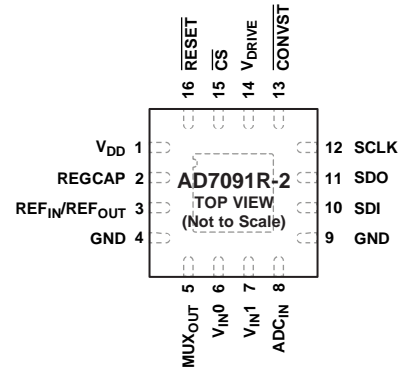 16 RESET
15 CS
14 VDRIVE
13 CONVST
VDD 1
REGCAP 2
REFIN/REFOUT 3
GND 4
AD7091R-2
TOP VIEW
(Not to Scale)
12 SCLK
11 SDO
10 SDI
9 GND
MUXOUT 5
VIN0 6
VIN1 7
ADCIN 8